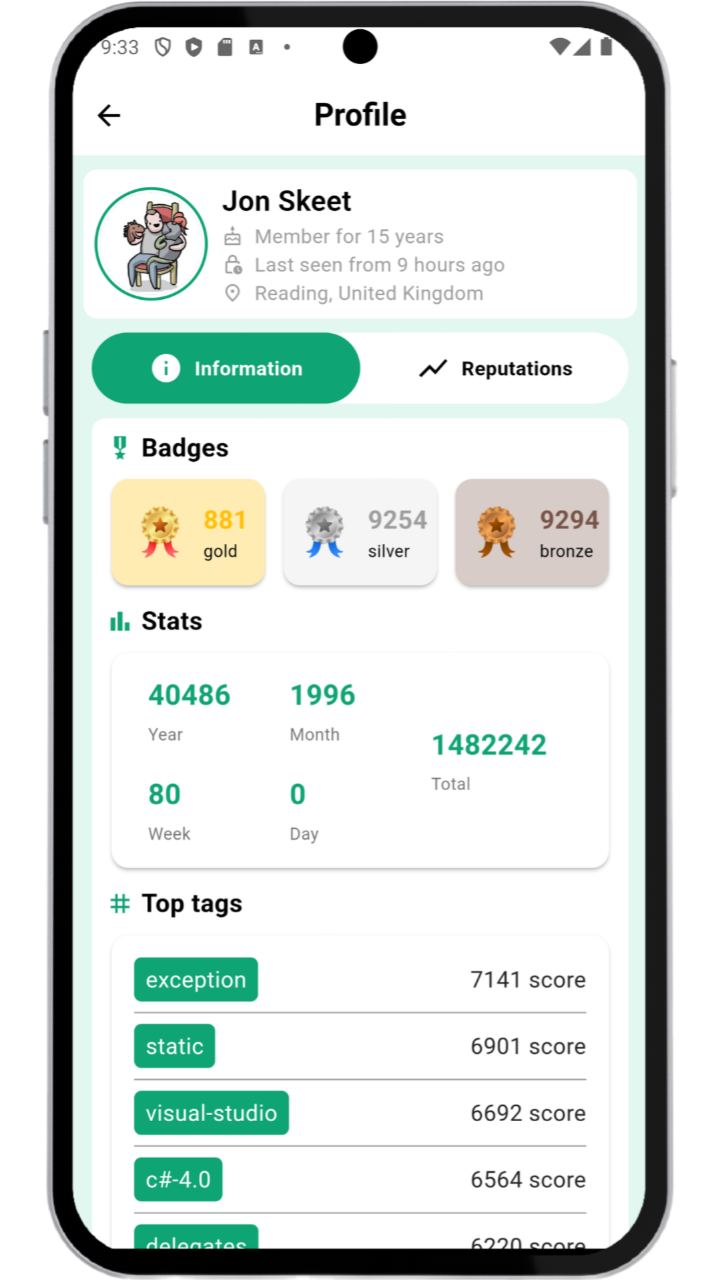 9:33
Profile
Jon Skeet
Member for 15 years
Last seen from 9 hours ago
Reading, United Kingdom
Information Reputations
Badges
881 9254 9294
gold silver bronze
Stats
40486 1996
Year Month
1482242
Total
80 0
Week Day
Top tags
exception 7141 score
static 6901 score
visual-studio 6692 score
c#-4.0 6564 score
delegates 6220 score